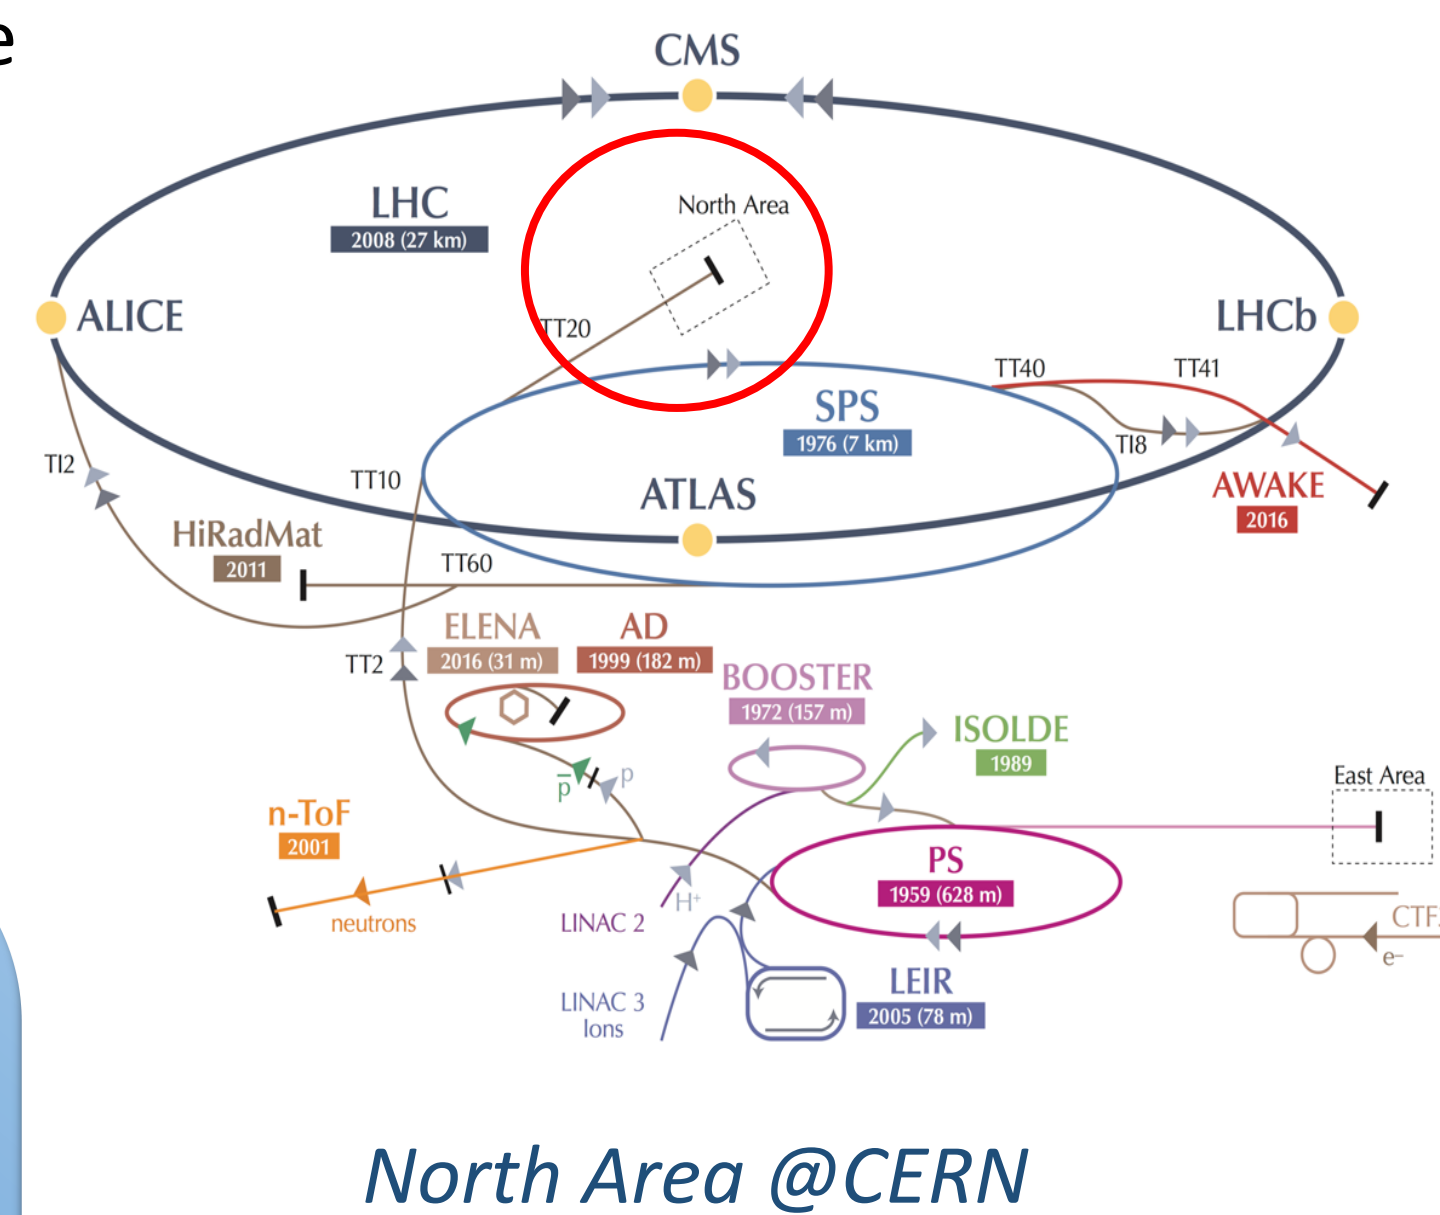 e
CMS
North Area
LHC
2008 (27 km)
ALICE
LHCb
TT20
TT40
TT41
SPS
1976 (7 km)
TI8
TI2
TT10
ATLAS
AWAKE
2016
HiRadMat
2011
TT60
ELENA
2016 (31 m)
AD
1999 (182 m)
TT2
BOOSTER
1972 (157 m)
ISOLDE
1989
p
p̅
East Area
n-ToF
2001
neutrons
PS
1959 (628 m)
H⁺
LINAC 2
CTF
e⁻
LEIR
2005 (78 m)
LINAC 3
Ions
North Area @CERN